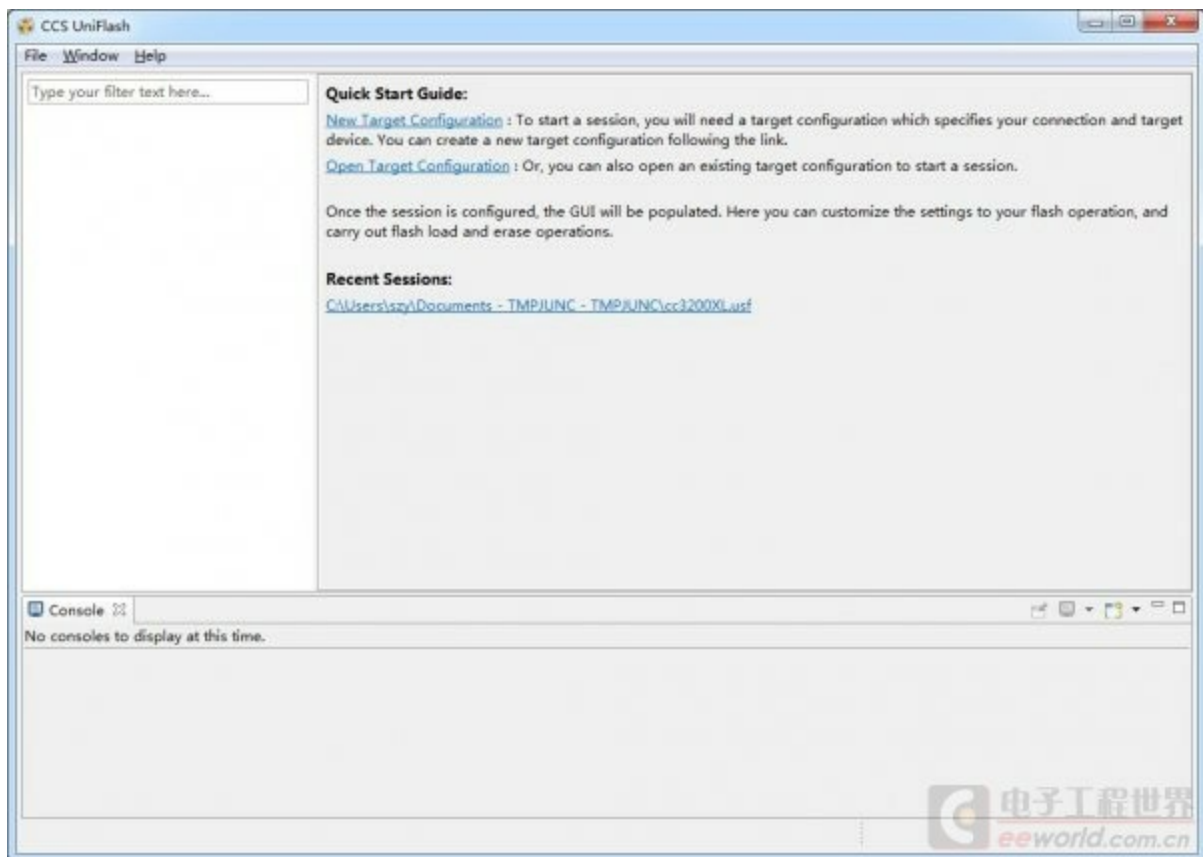 CCS UniFlash
File Window Help
Type your filter text here...
Quick Start Guide:
New Target Configuration : To start a session, you will need a target configuration which specifies your connection and target
device. You can create a new target configuration following the link.
Open Target Configuration : Or, you can also open an existing target configuration to start a session.
Once the session is configured, the GUI will be populated. Here you can customize the settings to your flash operation, and
carry out flash load and erase operations.
Recent Sessions:
C:\Users\szy\Documents - TMPJUNC - TMPJUNC\cc3200XL.usf
Console
No consoles to display at this time.
电子工程世界
eeworld.com.cn